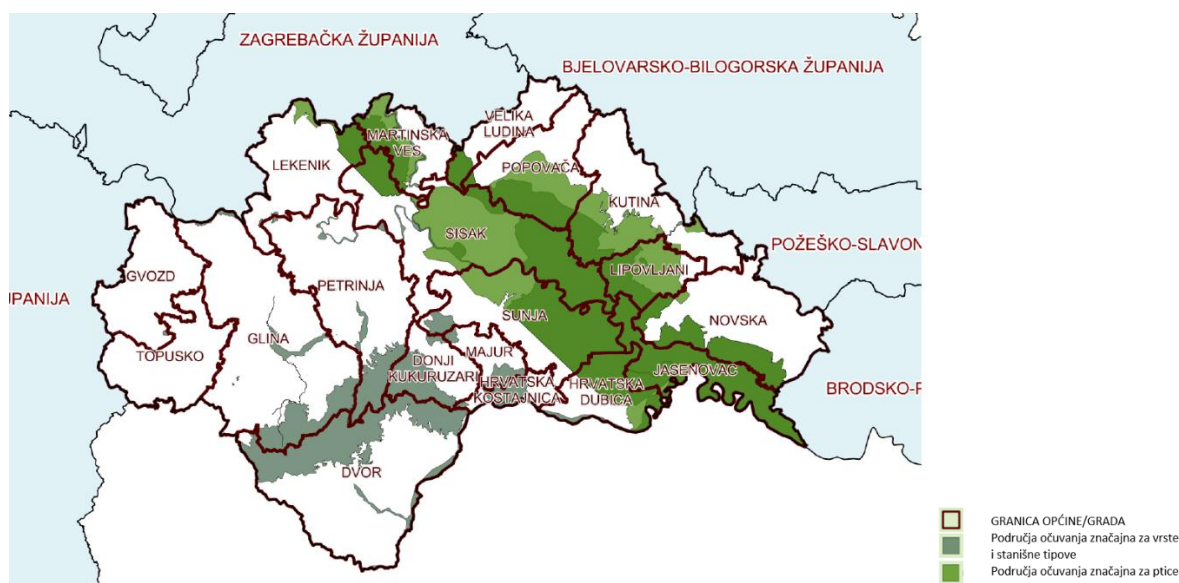 ZAGREBAČKA ŽUPANIJA
BJELOVARSKO-BILOGORSKA ŽUPANIJA
VELIKA
LUDINA
MARTINSKA
VES
LEKENIK
POPOVAČA
KUTINA
SISAK
POŽEŠKO-SLAVON
GVOZD
PETRINJA
LIPOVLJANI
UPANIJA
SUNJA
NOVSKA
GLINA
TOPUSKO
MAJUR
DONJI
KUKURUZARI
JASENOVAC
HRVATSKA
KOSTAJNICA
HRVATSKA
DUBICA
BRODSKO-P
DVOR
GRANICA OPĆINE/GRADA
Područja očuvanja značajna za vrste
i stanišne tipove
Područja očuvanja značajna za ptice